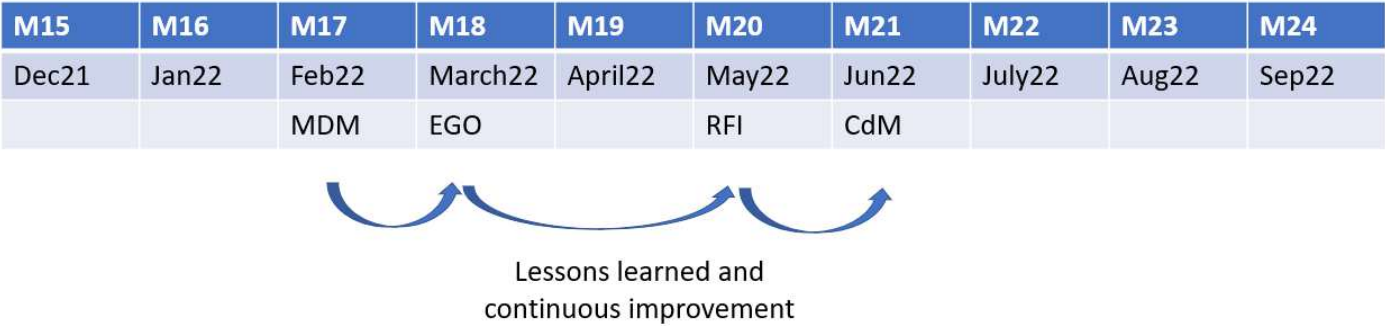 M15 M16 M17 M18 M19 M20 M21 M22 M23 M24
Dec21 Jan22 Feb22 March22 April22 May22 Jun22 July22 Aug22 Sep22
MDM EGO RFI CdM
Lessons learned and
continuous improvement